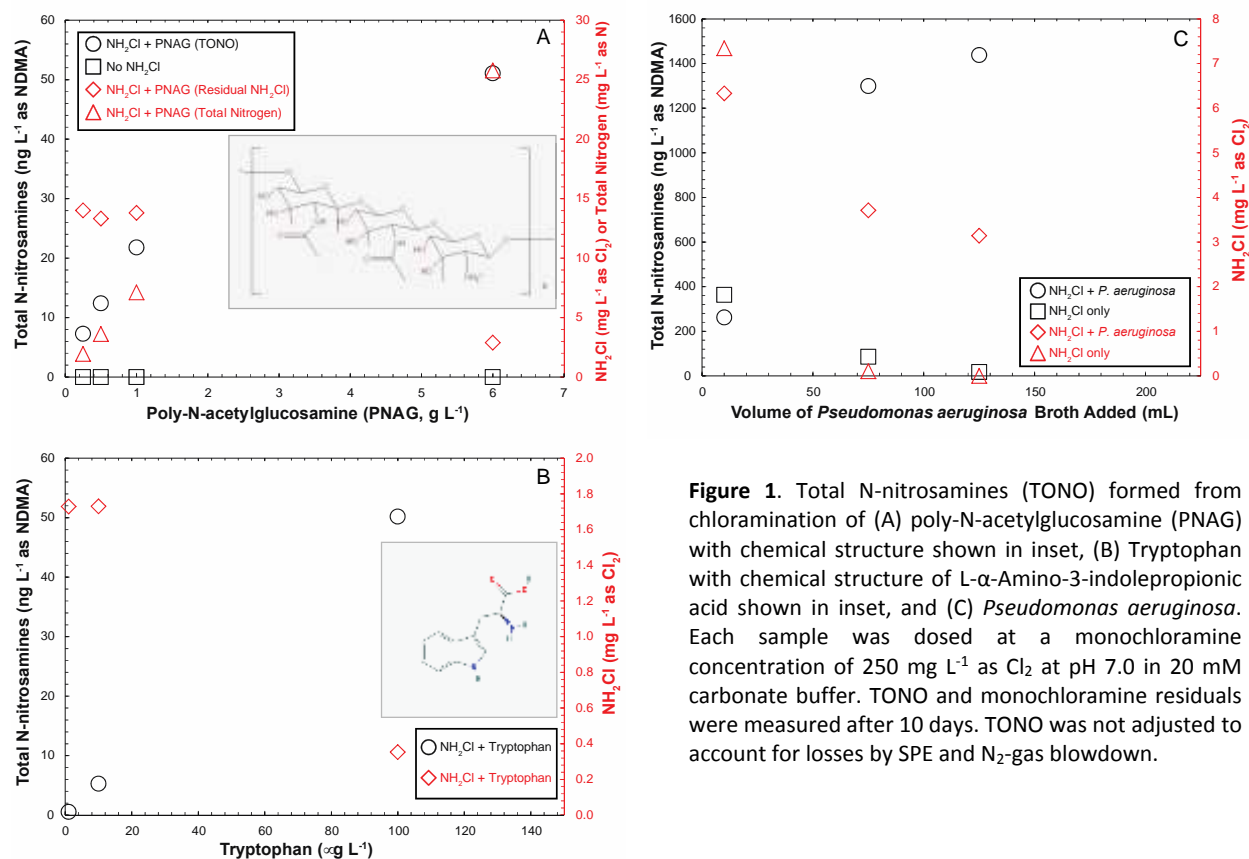 A
NH2Cl + PNAG (TONO)
No NH2Cl
NH2Cl + PNAG (Residual NH2Cl)
NH2Cl + PNAG (Total Nitrogen)
Total N-nitrosamines (ng L-1 as NDMA)
60
50
40
30
20
10
0
NH2Cl (mg L-1 as Cl2) or Total Nitrogen (mg L-1 as N)
30
25
20
15
10
5
0
0 1 2 3 4 5 6 7
Poly-N-acetylglucosamine (PNAG, g L-1)
C
Total N-nitrosamines (ng L-1 as NDMA)
1600
1400
1200
1000
800
600
400
200
0
NH2Cl (mg L-1 as Cl2)
8
7
6
5
4
3
2
1
0
NH2Cl + P. aeruginosa
NH2Cl only
NH2Cl + P. aeruginosa
NH2Cl only
0 50 100 150 200
Volume of Pseudomonas aeruginosa Broth Added (mL)
B
Total N-nitrosamines (ng L-1 as NDMA)
60
50
40
30
20
10
0
NH2Cl (mg L-1 as Cl2)
2.0
1.8
1.6
1.4
1.2
1.0
0.8
0.6
0.4
0.2
0.0
NH2Cl + Tryptophan
NH2Cl + Tryptophan
0 20 40 60 80 100 120 140
Tryptophan (∝g L-1)
Figure 1. Total N-nitrosamines (TONO) formed from
chloramination of (A) poly-N-acetylglucosamine (PNAG)
with chemical structure shown in inset, (B) Tryptophan
with chemical structure of L-α-Amino-3-indolepropionic
acid shown in inset, and (C) Pseudomonas aeruginosa.
Each sample was dosed at a monochloramine
concentration of 250 mg L-1 as Cl2 at pH 7.0 in 20 mM
carbonate buffer. TONO and monochloramine residuals
were measured after 10 days. TONO was not adjusted to
account for losses by SPE and N2-gas blowdown.